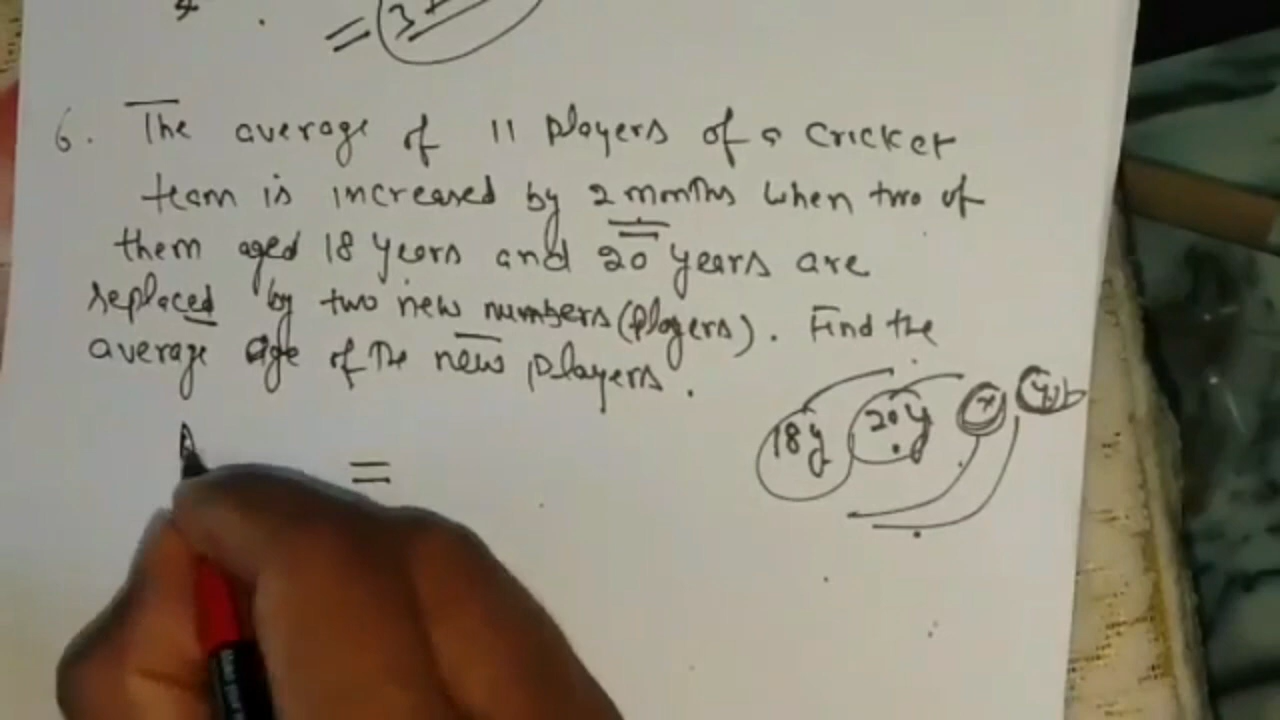 = 3
6. The average of 11 players of a cricket
team is increased by 2 months when two of
them aged 18 years and 20 years are
replaced by two new numbers (players). Find the
average age of the new players.
18y 20y x
=
A